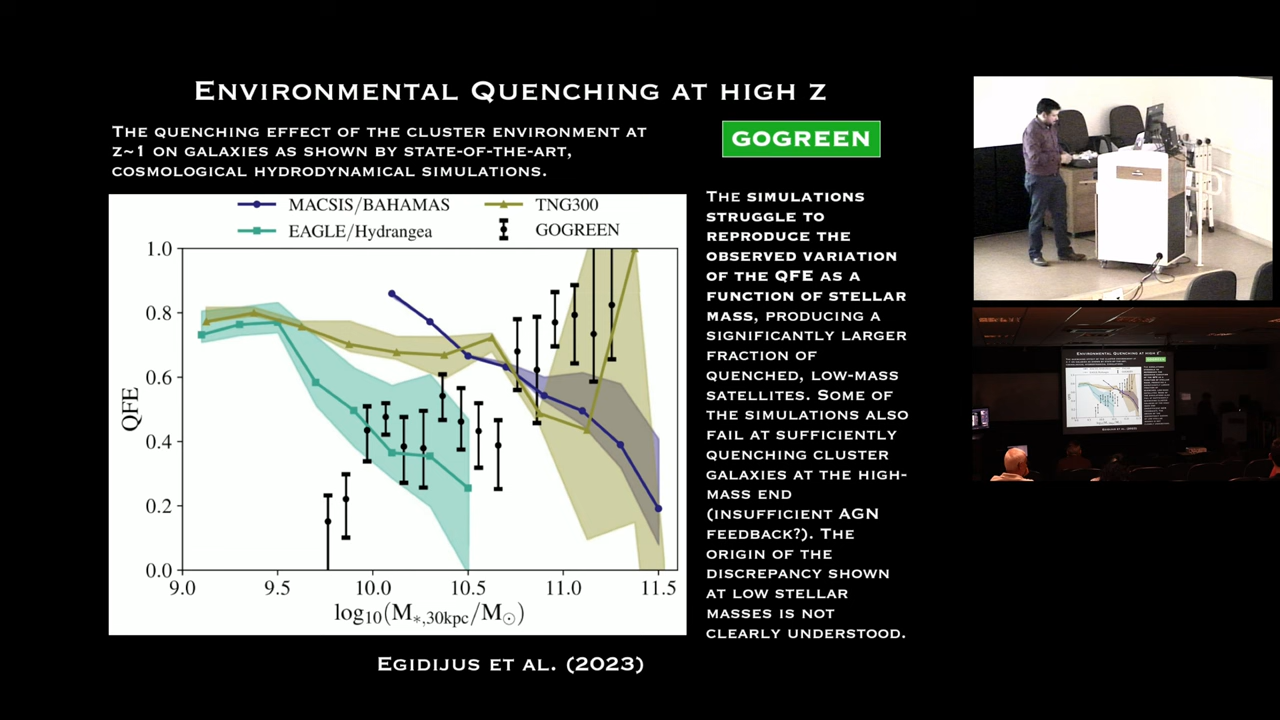 ENVIRONMENTAL QUENCHING AT HIGH Z
THE QUENCHING EFFECT OF THE CLUSTER ENVIRONMENT AT
Z~1 ON GALAXIES AS SHOWN BY STATE-OF-THE-ART,
COSMOLOGICAL HYDRODYNAMICAL SIMULATIONS.
GOGREEN
MACSIS/BAHAMAS
TNG300
EAGLE/Hydrangea
GOGREEN
QFE
1.0
0.8
0.6
0.4
0.2
0.0
9.0 9.5 10.0 10.5 11.0 11.5
log₁₀(M*,30kpc/M☉)
EGIDIJUS ET AL. (2023)
THE SIMULATIONS
STRUGGLE TO
REPRODUCE THE
OBSERVED VARIATION
OF THE QFE AS A
FUNCTION OF STELLAR
MASS, PRODUCING A
SIGNIFICANTLY LARGER
FRACTION OF
QUENCHED, LOW-MASS
SATELLITES. SOME OF
THE SIMULATIONS ALSO
FAIL AT SUFFICIENTLY
QUENCHING CLUSTER
GALAXIES AT THE HIGH-
MASS END
(INSUFFICIENT AGN
FEEDBACK?). THE
ORIGIN OF THE
DISCREPANCY SHOWN
AT LOW STELLAR
MASSES IS NOT
CLEARLY UNDERSTOOD.
ENVIRONMENTAL QUENCHING AT HIGH Z